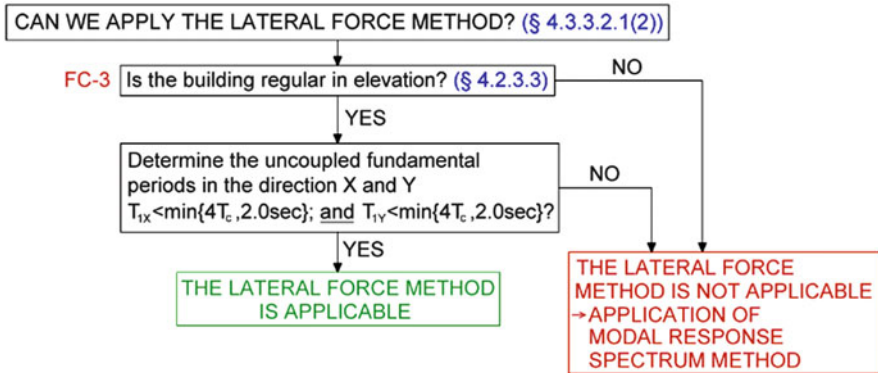 CAN WE APPLY THE LATERAL FORCE METHOD? (§ 4.3.3.2.1(2))
FC-3
Is the building regular in elevation? (§ 4.2.3.3)
NO
YES
Determine the uncoupled fundamental
periods in the direction X and Y
T₁X<min{4Tc,2.0sec}; and T₁Y<min{4Tc,2.0sec}?
NO
YES
THE LATERAL FORCE METHOD
IS APPLICABLE
THE LATERAL FORCE
METHOD IS NOT APPLICABLE
→APPLICATION OF
MODAL RESPONSE
SPECTRUM METHOD